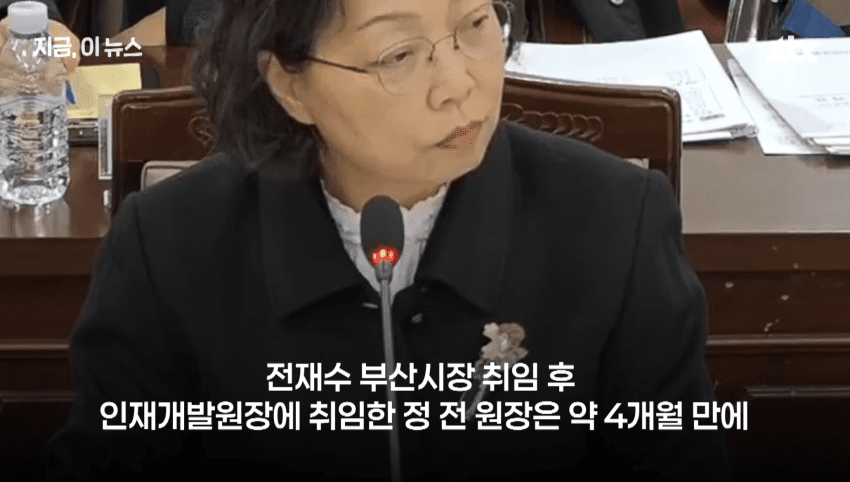 지금, 이 뉴스
전재수 부산시장 취임 후
인재개발원장에 취임한 정 전 원장은 약 4개월 만에